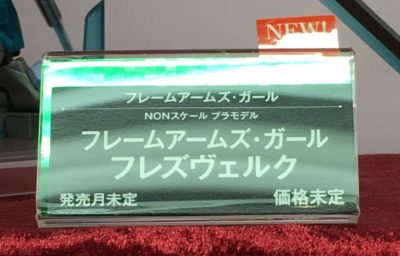 NEW!
フレームアームズ・ガール
NONスケール プラモデル
フレームアームズ・ガール
フレズヴェルク
発売月未定 価格未定